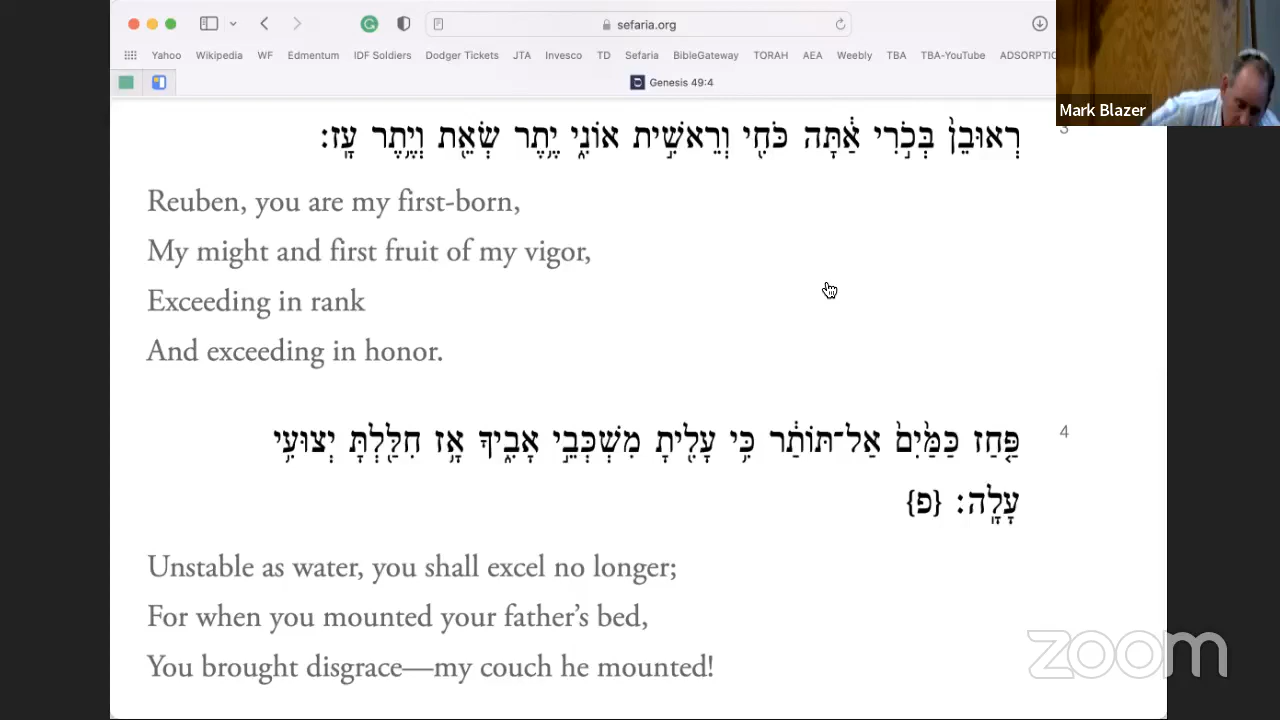 sefaria.org
Yahoo Wikipedia WF Edmentum IDF Soldiers Dodger Tickets JTA Invesco TD Sefaria BibleGateway TORAH AEA Weebly TBA TBA-YouTube ADSORPTIO
Genesis 49:4
Mark Blazer
3
רְאוּבֵן֙ בְּכֹ֣רִי אַ֔תָּה כֹּחִ֖י וְרֵאשִׁ֣ית אוֹנִ֑י יֶ֥תֶר שְׂאֵ֖ת וְיֶ֥תֶר עָֽז׃
Reuben, you are my first-born,
My might and first fruit of my vigor,
Exceeding in rank
And exceeding in honor.
4
פַּ֤חַז כַּמַּ֙יִם֙ אַל־תּוֹתַ֔ר כִּ֥י עָלִ֖יתָ מִשְׁכְּבֵ֣י אָבִ֑יךָ אָ֥ז חִלַּ֖לְתָּ יְצוּעִ֥י
עָלָֽה׃ {פ}
Unstable as water, you shall excel no longer;
For when you mounted your father’s bed,
You brought disgrace—my couch he mounted!
zoom